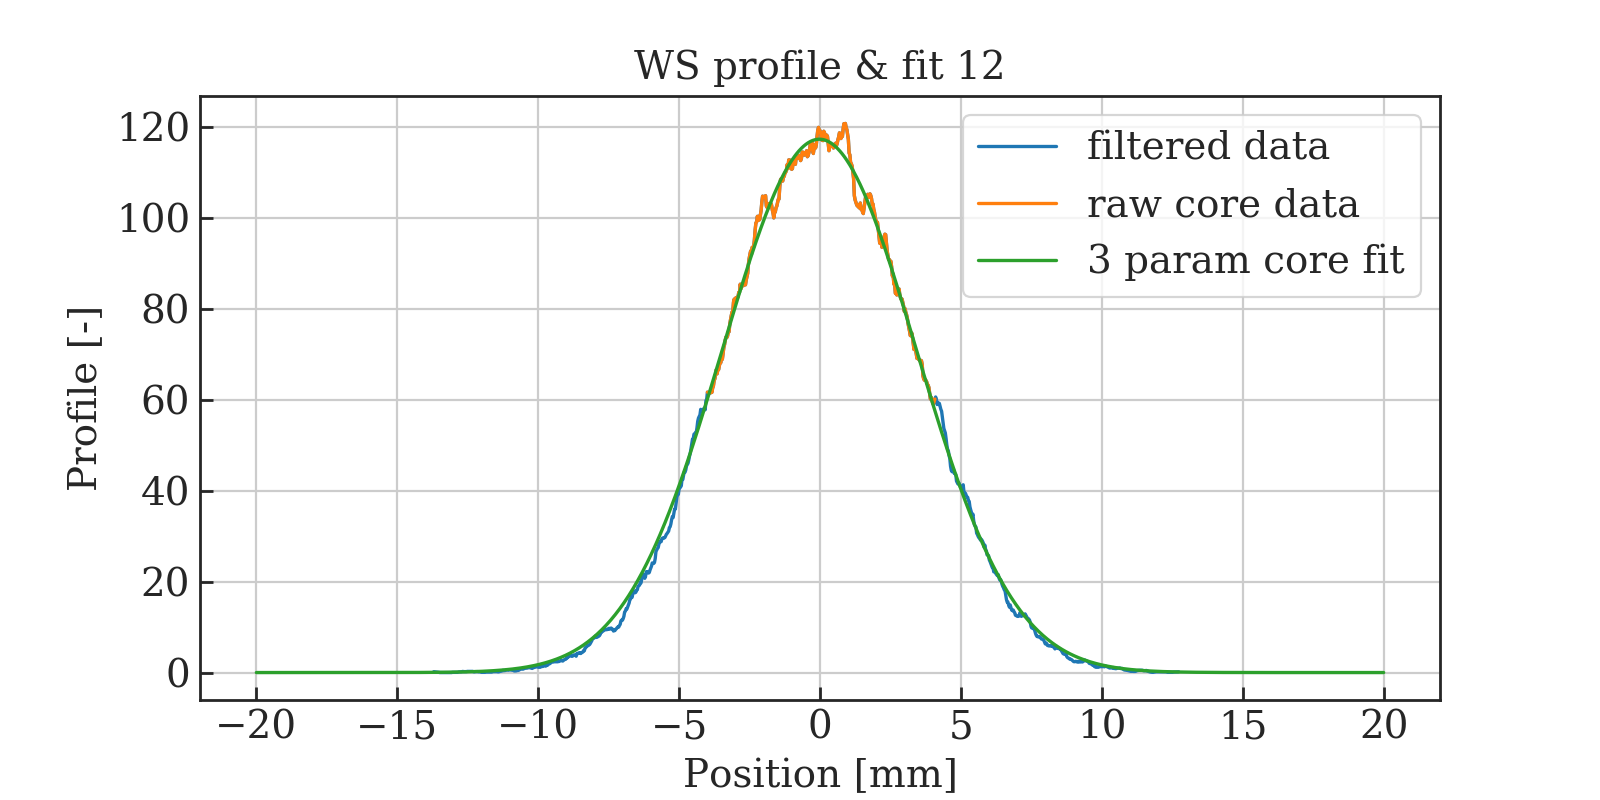 WS profile & fit 12
filtered data
raw core data
3 param core fit
120
100
80
60
40
20
0
Profile [-]
−20 −15 −10 −5 0 5 10 15 20
Position [mm]